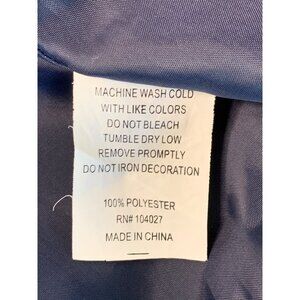 MACHINE WASH COLD
WITH LIKE COLORS
DO NOT BLEACH
TUMBLE DRY LOW
REMOVE PROMPTLY
DO NOT IRON DECORATION
100% POLYESTER
RN# 104027
MADE IN CHINA